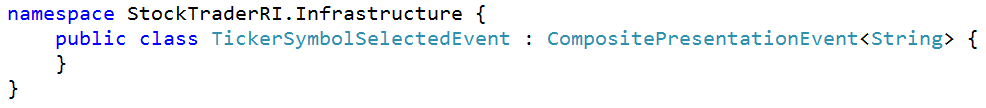 namespace StockTraderRI.Infrastructure {
    public class TickerSymbolSelectedEvent : CompositePresentationEvent<String> {
    }
}